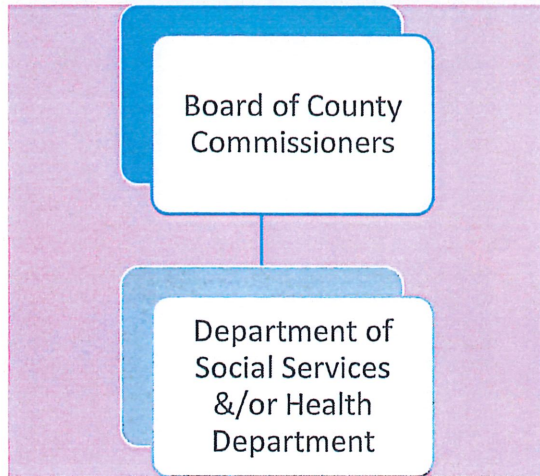 Board of County
Commissioners
Department of
Social Services
&/or Health
Department